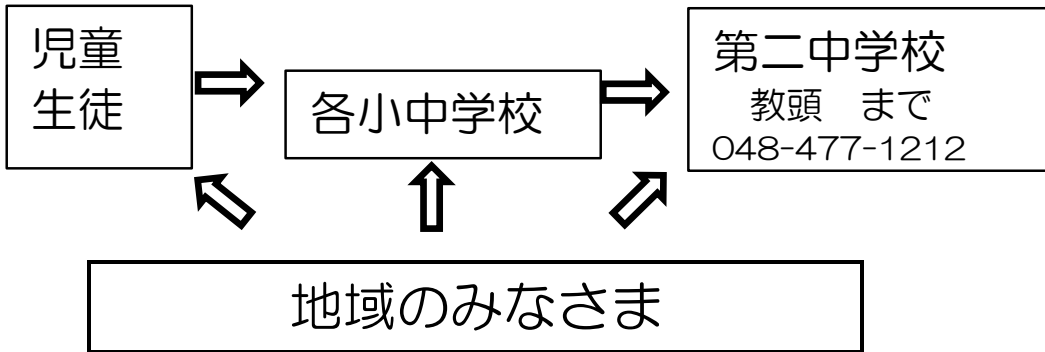 児童
生徒
各小中学校
第二中学校
教頭　まで
048-477-1212
地域のみなさま